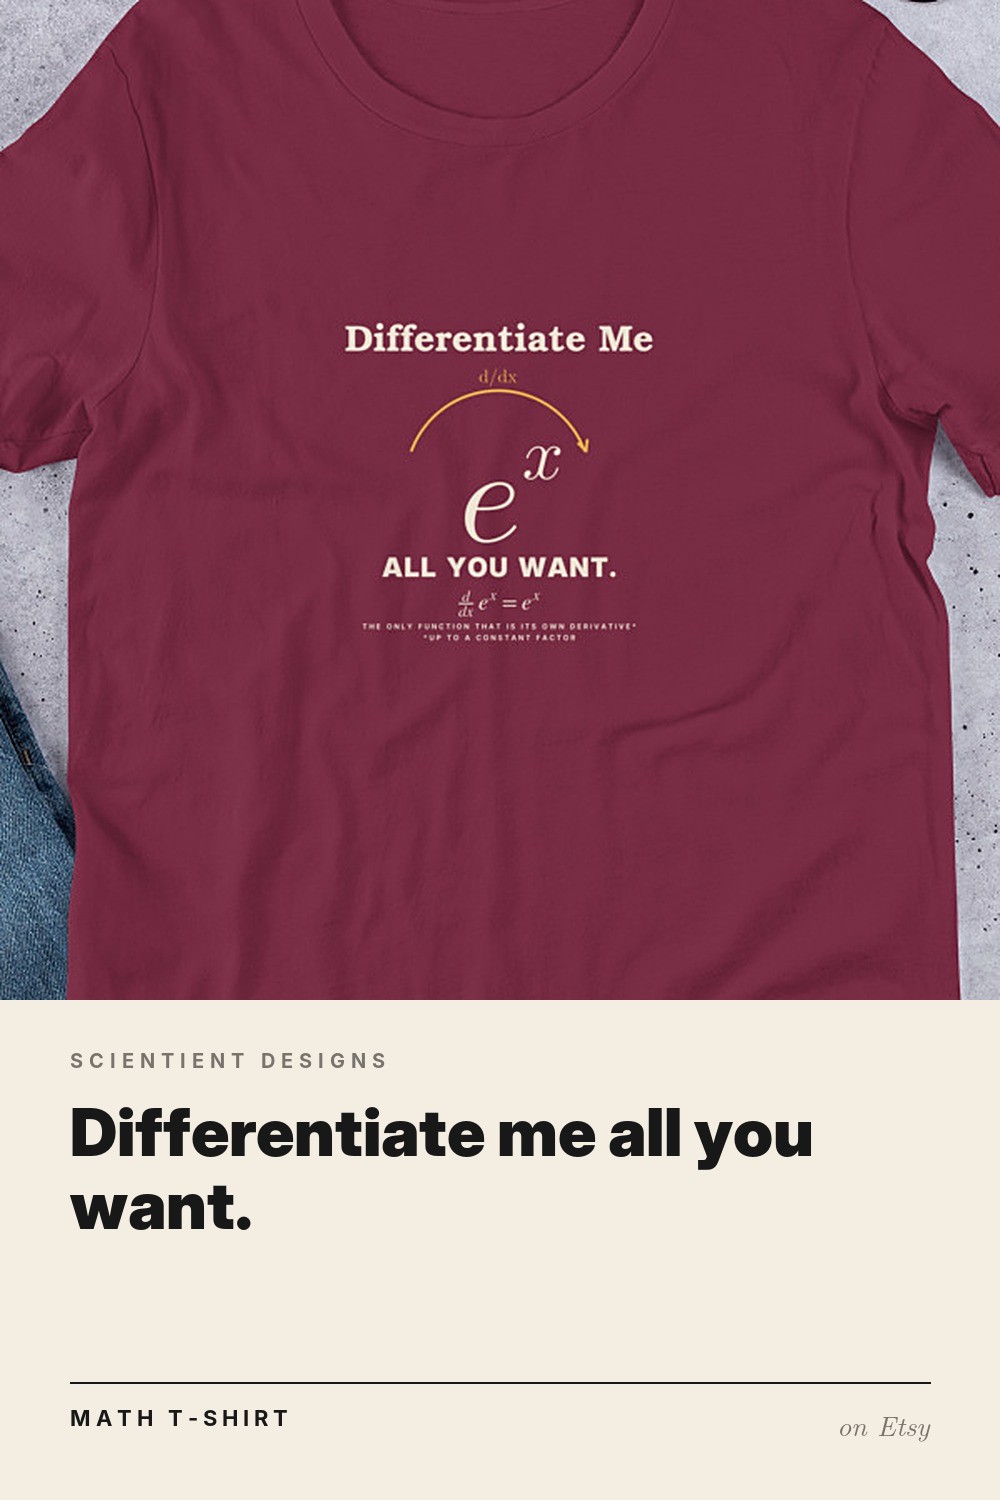 Differentiate Me
d/dx
e^x
ALL YOU WANT.
d/dx e^x = e^x
THE ONLY FUNCTION THAT IS ITS OWN DERIVATIVE*
*UP TO A CONSTANT FACTOR
SCIENTIENT DESIGNS
Differentiate me all you
want.
MATH T-SHIRT
on Etsy